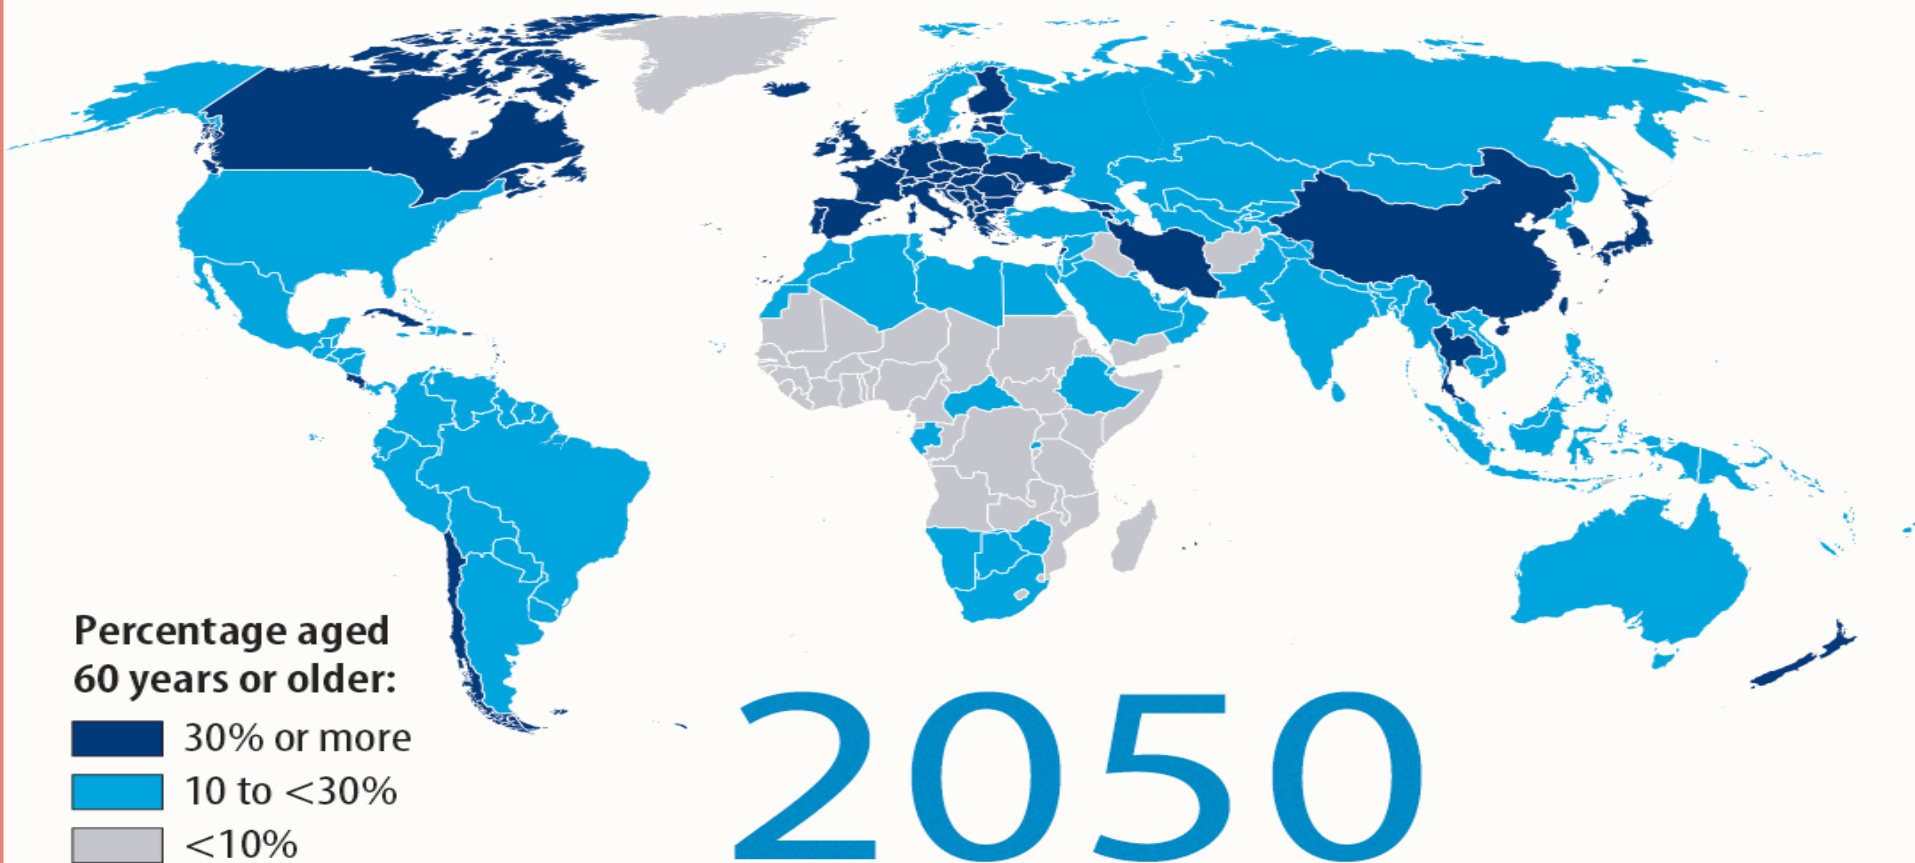 Percentage aged
60 years or older:
30% or more
10 to <30%
<10%
2050